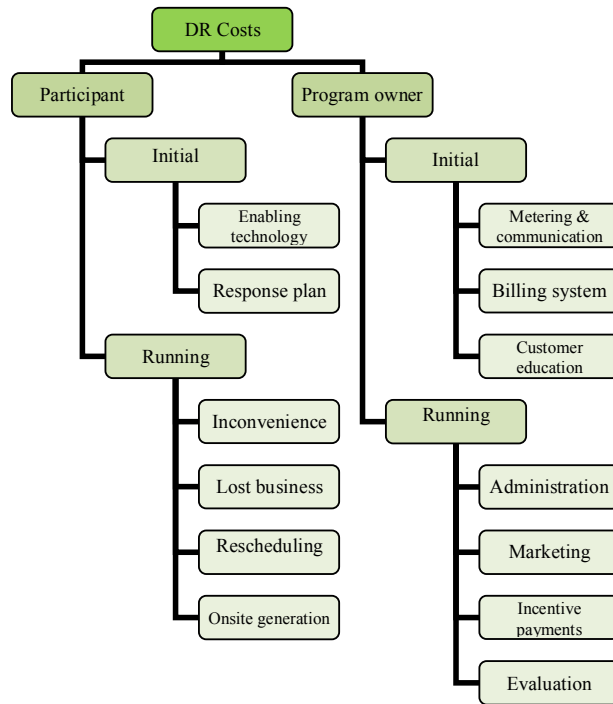 DR Costs
Participant
Program owner
Initial
Enabling
technology
Response plan
Running
Inconvenience
Lost business
Rescheduling
Onsite generation
Initial
Metering &
communication
Billing system
Customer
education
Running
Administration
Marketing
Incentive
payments
Evaluation